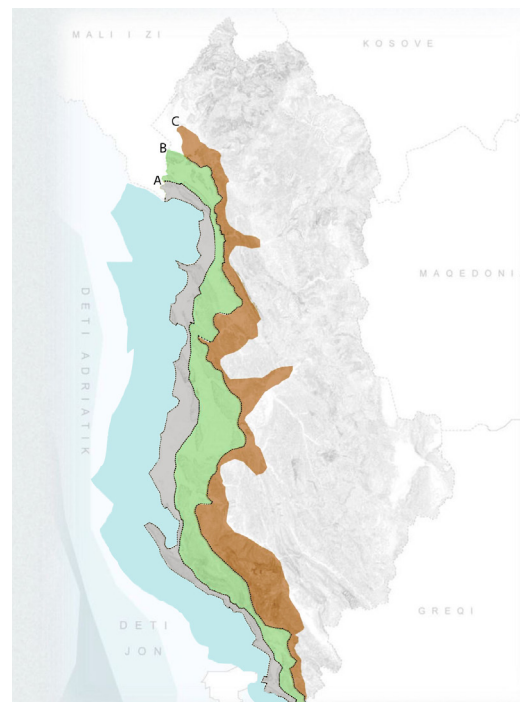 MALI I ZI
KOSOVE
C
B
A
MAQEDONI
DETI ADRIATIK
GREQI
DETI
JON